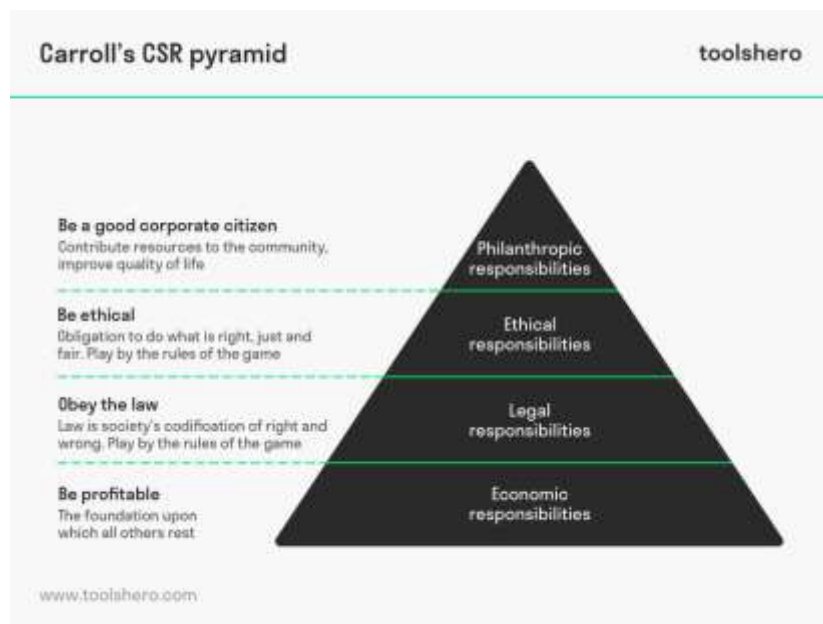 Carroll's CSR pyramid
toolshero
Be a good corporate citizen
Contribute resources to the community,
improve quality of life
Philanthropic
responsibilities
Be ethical
Obligation to do what is right, just and
fair. Play by the rules of the game
Ethical
responsibilities
Obey the law
Law is society's codification of right and
wrong. Play by the rules of the game
Legal
responsibilities
Be profitable
The foundation upon
which all others rest
Economic
responsibilities
www.toolshero.com